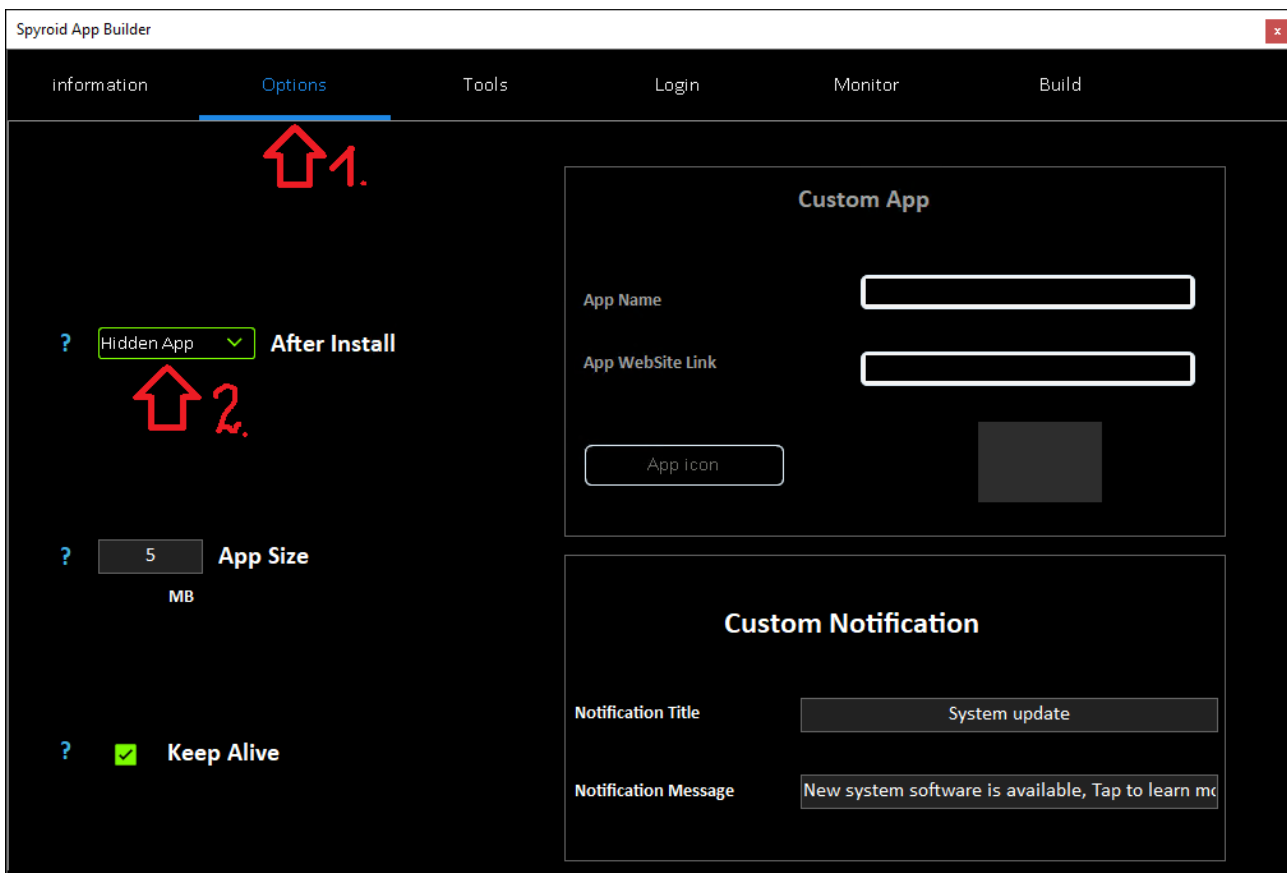 Spyroid App Builder
x
information Options Tools Login Monitor Build
1.
Custom App
App Name
? Hidden App After Install
App WebSite Link
2.
App icon
? 5 App Size
MB
Custom Notification
Notification Title System update
? Keep Alive
Notification Message New system software is available, Tap to learn mo